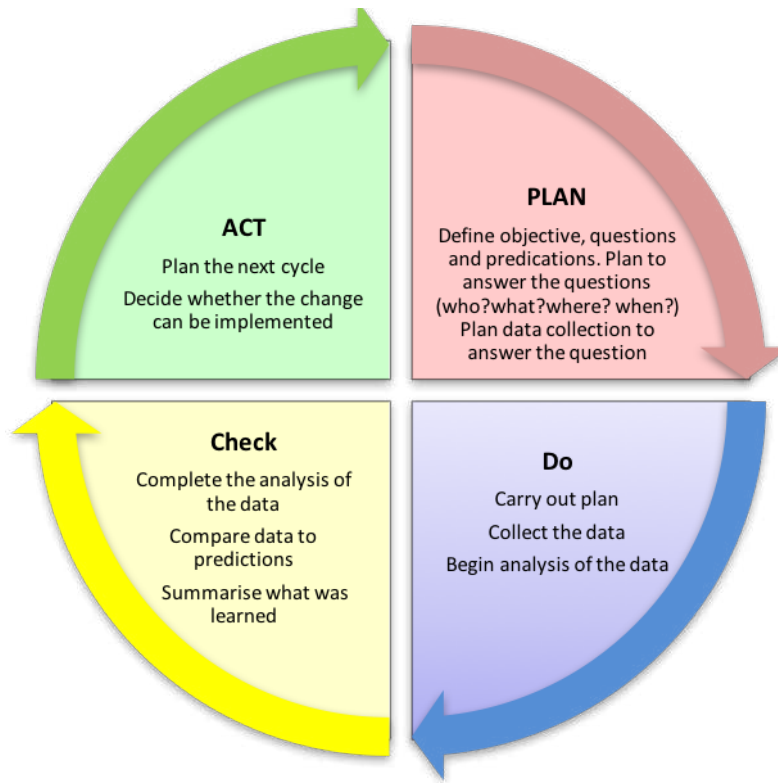 PLAN
Define objective, questions
and predications. Plan to
answer the questions
(who?what?where? when?)
Plan data collection to
answer the question
Do
Carry out plan
Collect the data
Begin analysis of the data
Check
Complete the analysis of
the data
Compare data to
predictions
Summarise what was
learned
ACT
Plan the next cycle
Decide whether the change
can be implemented